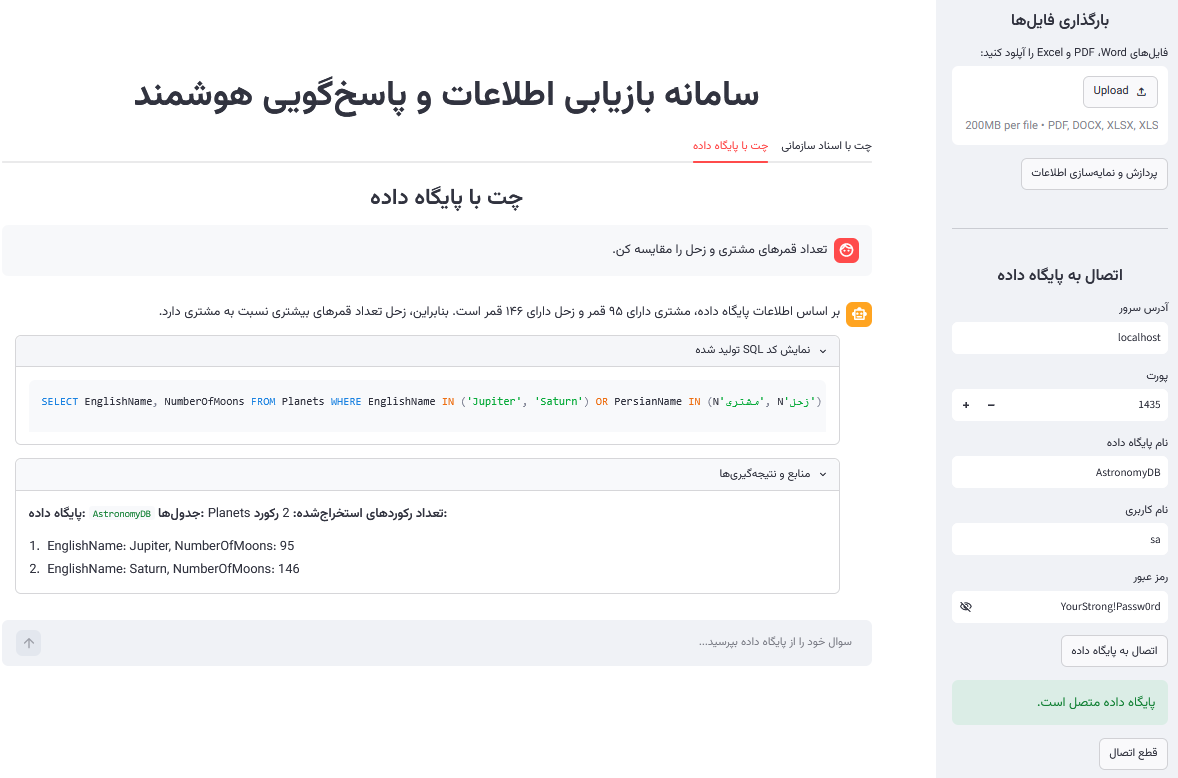 بارگذاری فایل‌ها
فایل‌های PDF ،Word و Excel را آپلود کنید:
Upload
200MB per file • PDF, DOCX, XLSX, XLS
پردازش و نمایه‌سازی اطلاعات
اتصال به پایگاه داده
آدرس سرور
localhost
پورت
1435
+ −
نام پایگاه داده
AstronomyDB
نام کاربری
sa
رمز عبور
YourStrong!Passw0rd
اتصال به پایگاه داده
پایگاه داده متصل است.
قطع اتصال
سامانه بازیابی اطلاعات و پاسخ‌گویی هوشمند
چت با اسناد سازمانی
چت با پایگاه داده
چت با پایگاه داده
تعداد قمرهای مشتری و زحل را مقایسه کن.
بر اساس اطلاعات پایگاه داده، مشتری دارای ۹۵ قمر و زحل دارای ۱۴۶ قمر است. بنابراین، زحل تعداد قمرهای بیشتری نسبت به مشتری دارد.
نمایش کد SQL تولید شده
SELECT EnglishName, NumberOfMoons FROM Planets WHERE EnglishName IN ('Jupiter', 'Saturn') OR PersianName IN (N'مشتری', N'زحل')
منابع و نتیجه‌گیری‌ها
پایگاه داده: AstronomyDB جدول‌ها: Planets تعداد رکوردهای استخراج‌شده: 2 رکورد
1. EnglishName: Jupiter, NumberOfMoons: 95
2. EnglishName: Saturn, NumberOfMoons: 146
سوال خود را از پایگاه داده بپرسید...